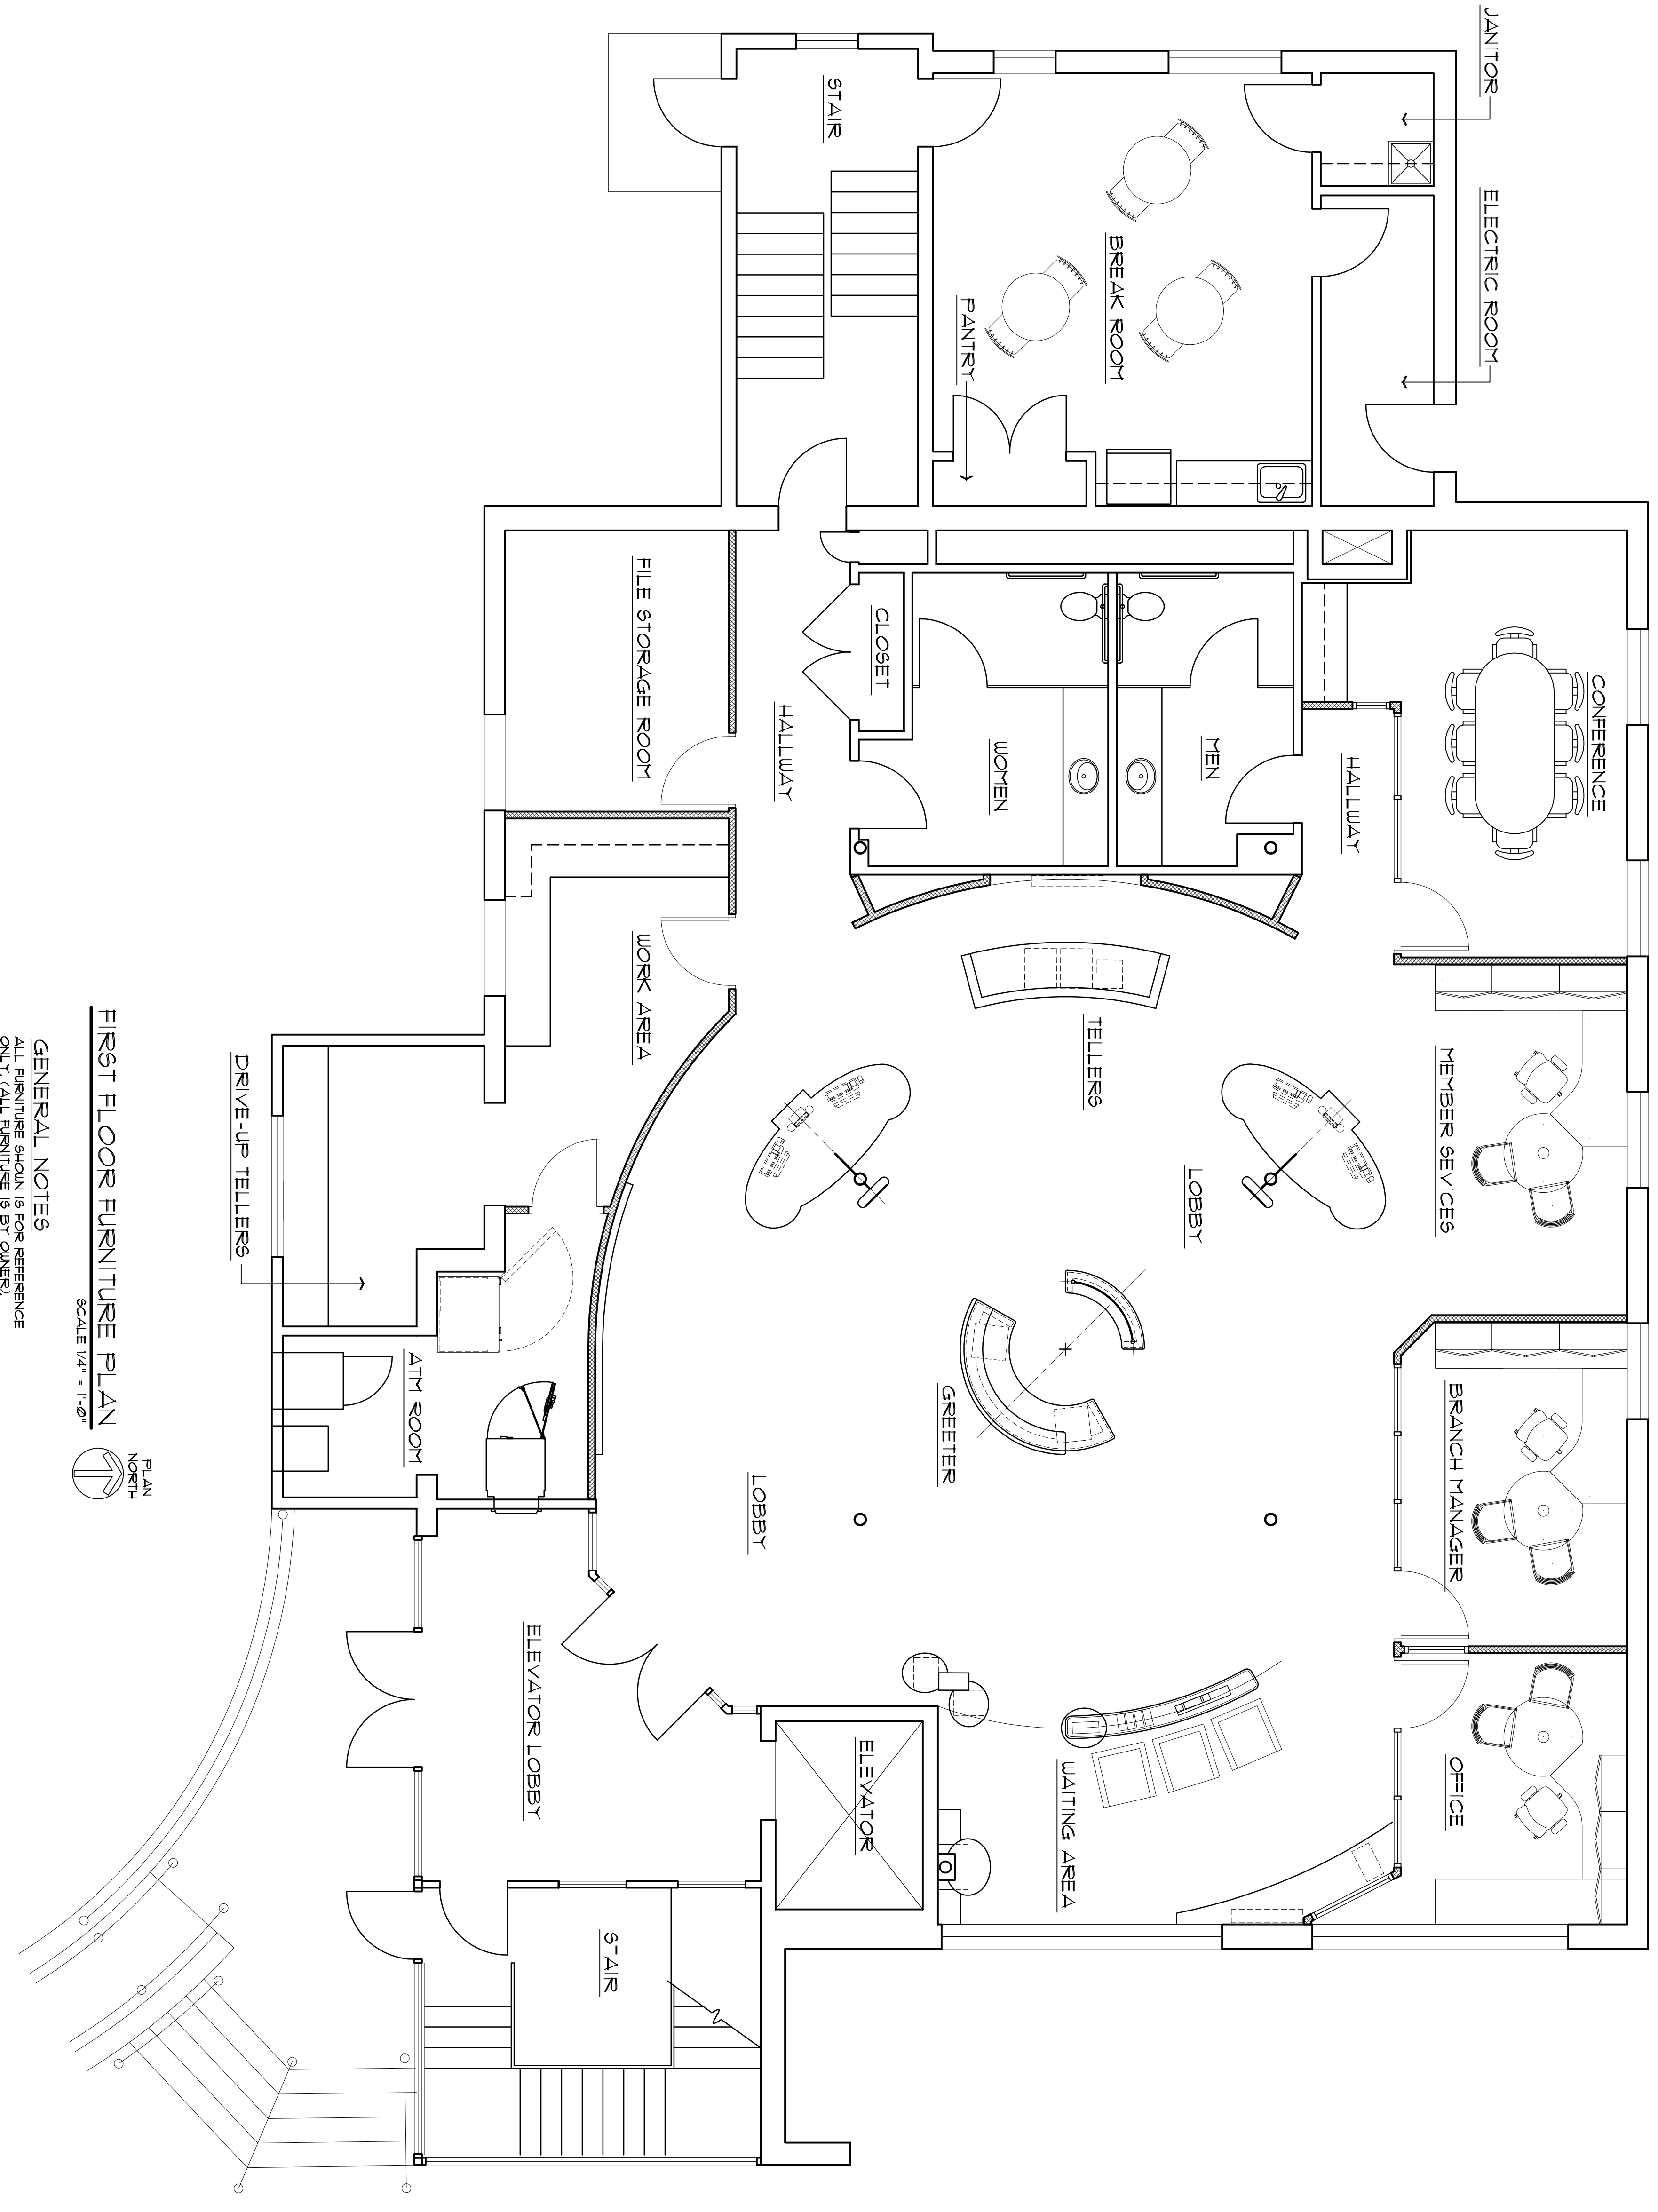 JANITOR
ELECTRIC ROOM
STAIR
BREAK ROOM
PANTRY
CONFERENCE
HALLWAY
MEN
WOMEN
CLOSET
HALLWAY
FILE STORAGE ROOM
MEMBER SEVICES
TELLERS
LOBBY
WORK AREA
DRIVE-UP TELLERS
BRANCH MANAGER
GREETER
LOBBY
ATM ROOM
OFFICE
WAITING AREA
ELEVATOR
ELEVATOR LOBBY
STAIR
FIRST FLOOR FURNITURE PLAN
SCALE 1/4" = 1'-0"
PLAN
NORTH
GENERAL NOTES
ALL FURNITURE SHOWN IS FOR REFERENCE
ONLY. (ALL FURNITURE IS BY OWNER).